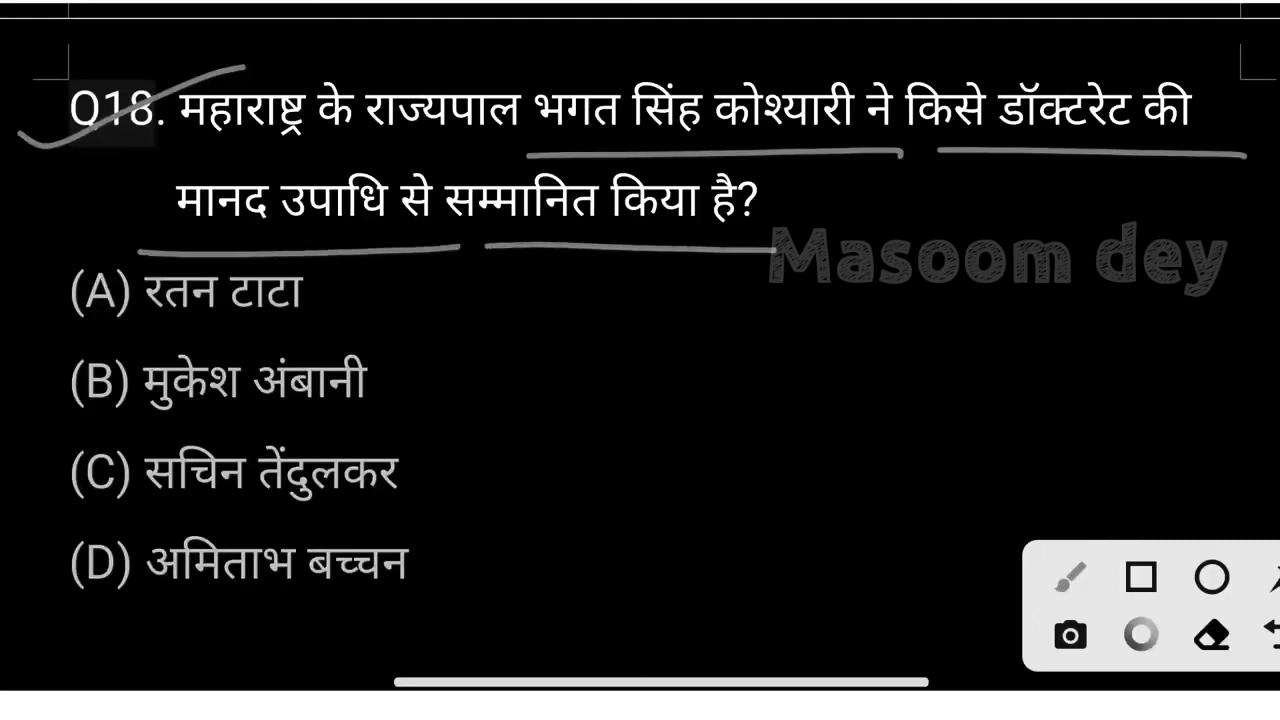 Q18. महाराष्ट्र के राज्यपाल भगत सिंह कोश्यारी ने किसे डॉक्टरेट की
मानद उपाधि से सम्मानित किया है?
Masoom dey
(A) रतन टाटा
(B) मुकेश अंबानी
(C) सचिन तेंदुलकर
(D) अमिताभ बच्चन